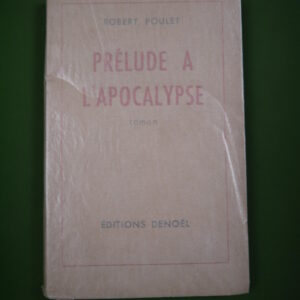 ROBERT POULET
PRÉLUDE A
L'APOCALYPSE
roman
EDITIONS DENOËL